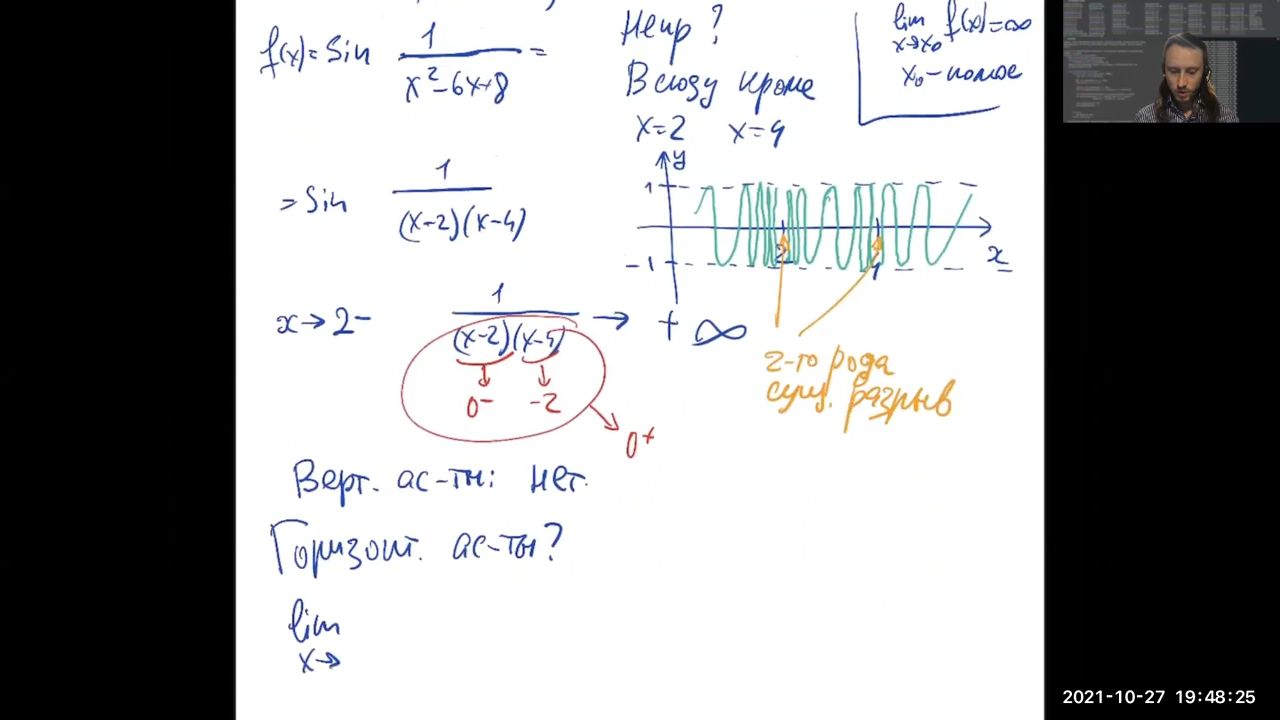 f(x) = Sin 1 / (x² - 6x + 8) =
Непр ?
Всюду кроме
x=2 x=4
lim f(x) = ∞
x→x₀
x₀ - полюс
y
1
-1
2
4
x
= Sin 1 / ((x-2)(x-4))
x → 2- 1 / ((x-2)(x-4)) → + ∞
0- -2
0+
2-го рода
сущ. разрыв
Верт. ас-ты: нет.
Горизонт. ас-ты?
lim
x→
2021-10-27 19:48:25